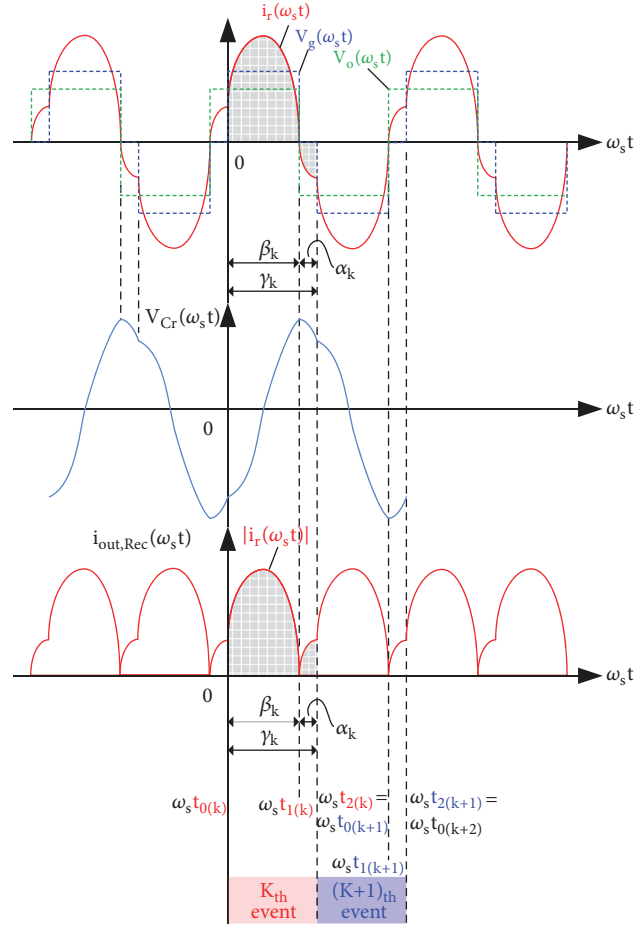 i_r(ω_s t)
V_g(ω_s t)
V_o(ω_s t)
0
ω_s t
β_k
α_k
γ_k
V_Cr(ω_s t)
0
ω_s t
i_out,Rec(ω_s t)
|i_r(ω_s t)|
0
ω_s t
β_k
α_k
γ_k
ω_s t_0(k)
ω_s t_1(k)
ω_s t_2(k) =
ω_s t_0(k+1)
ω_s t_2(k+1) =
ω_s t_0(k+2)
ω_s t_1(k+1)
K_th
event
(K+1)_th
event